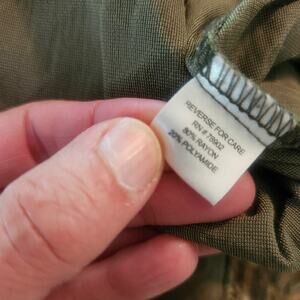 REVERSE FOR CARE
RN # 78902
80% RAYON
20% POLYAMIDE